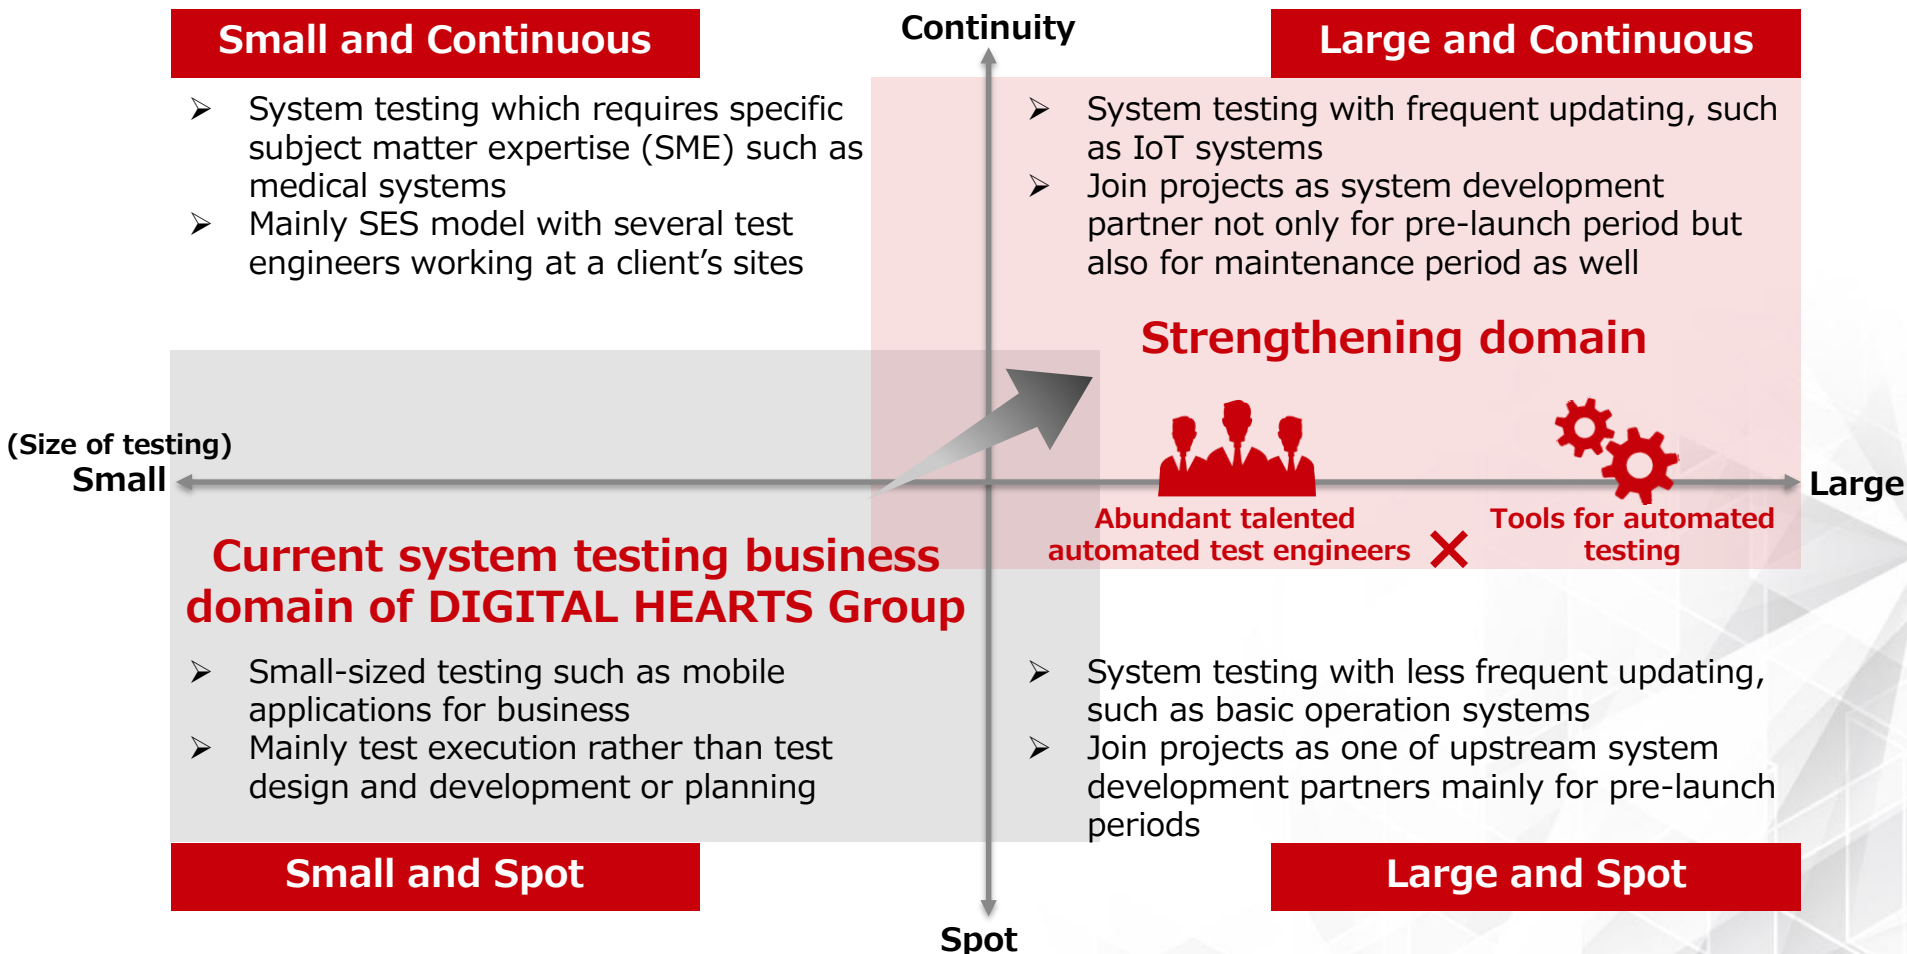 Small and Continuous
Continuity
Large and Continuous
➢ System testing which requires specific
subject matter expertise (SME) such as
medical systems
➢ Mainly SES model with several test
engineers working at a client’s sites
➢ System testing with frequent updating, such
as IoT systems
➢ Join projects as system development
partner not only for pre-launch period but
also for maintenance period as well
Strengthening domain
(Size of testing)
Small
Large
Abundant talented
automated test engineers
×
Tools for automated
testing
Current system testing business
domain of DIGITAL HEARTS Group
➢ Small-sized testing such as mobile
applications for business
➢ Mainly test execution rather than test
design and development or planning
➢ System testing with less frequent updating,
such as basic operation systems
➢ Join projects as one of upstream system
development partners mainly for pre-launch
periods
Small and Spot
Large and Spot
Spot